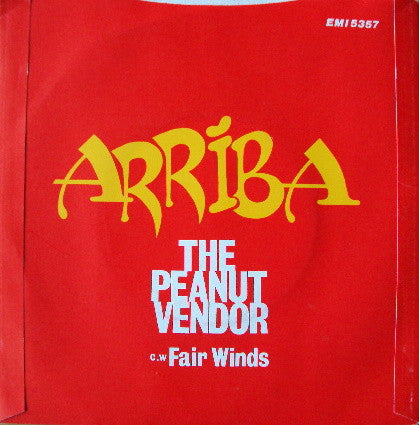 EMI 5357
ARRIBA
THE
PEANUT
VENDOR
c.w Fair Winds